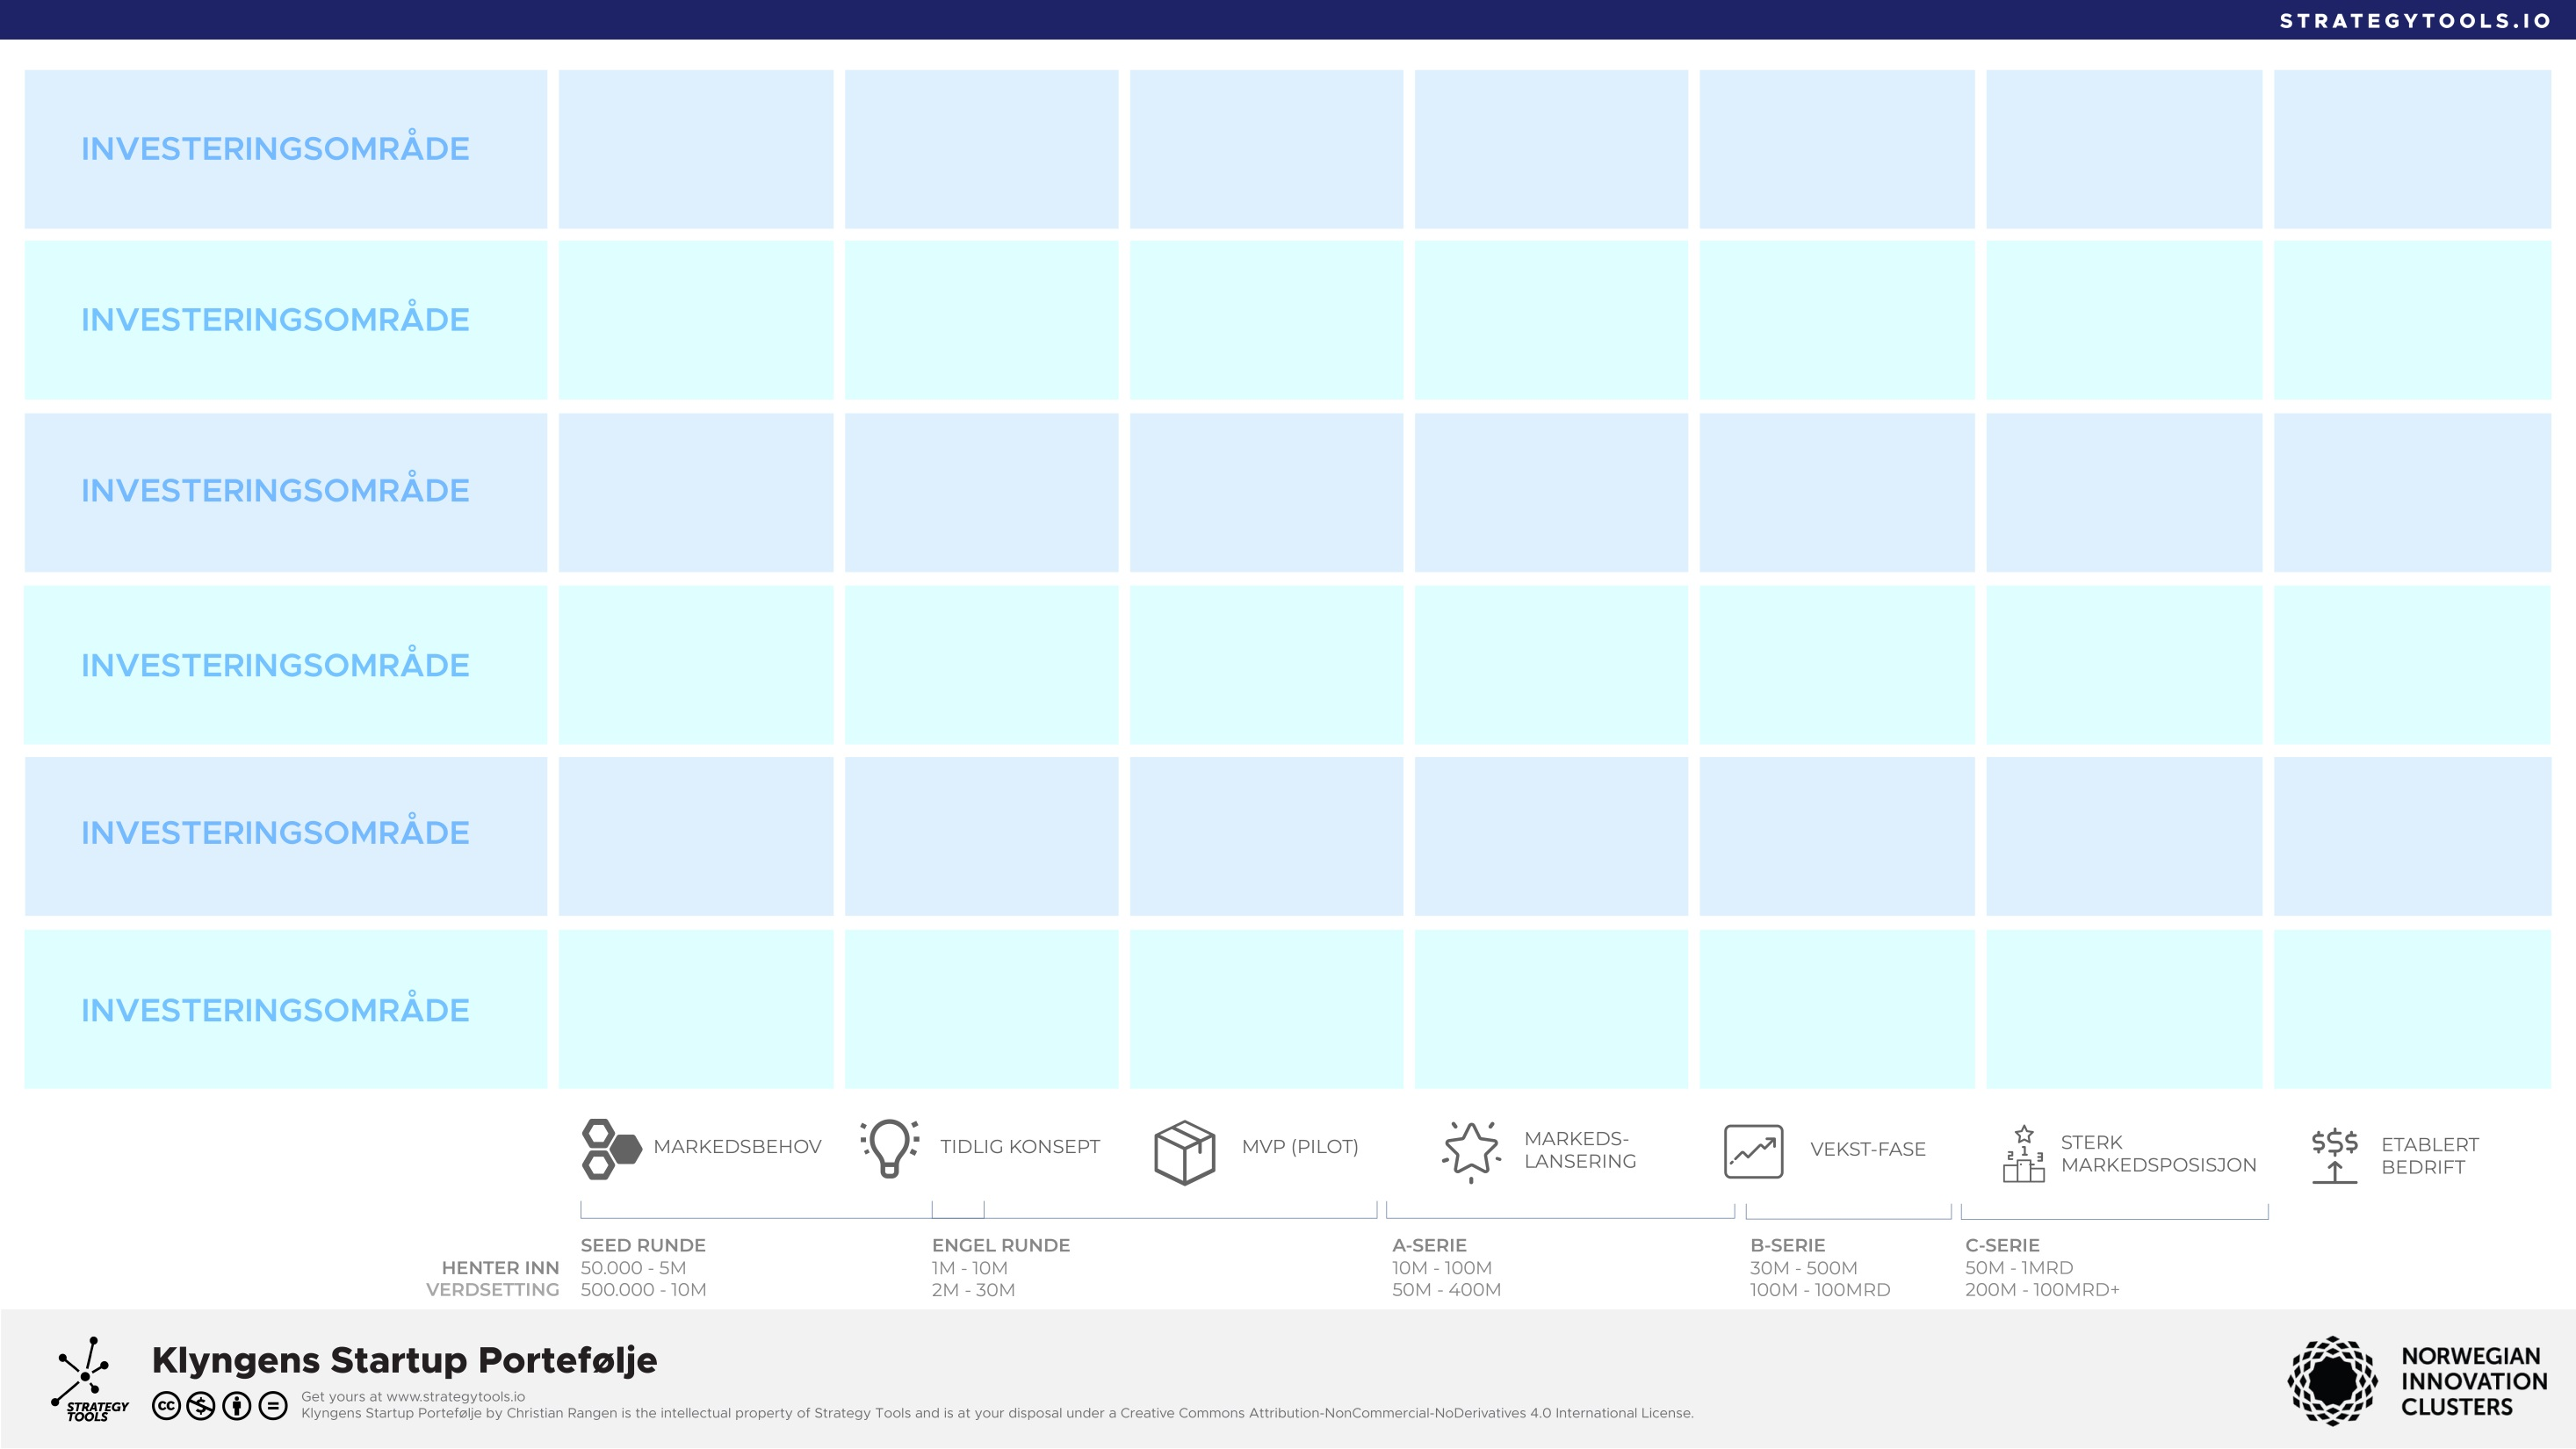 STRATEGYTOOLS.IO
INVESTERINGSOMRÅDE
INVESTERINGSOMRÅDE
INVESTERINGSOMRÅDE
INVESTERINGSOMRÅDE
INVESTERINGSOMRÅDE
INVESTERINGSOMRÅDE
MARKEDSBEHOV
TIDLIG KONSEPT
MVP (PILOT)
MARKEDS-
LANSERING
VEKST-FASE
2 1 3
STERK
MARKEDSPOSISJON
$$$
ETABLERT
BEDRIFT
HENTER INN
VERDSETTING
SEED RUNDE
50.000 - 5M
500.000 - 10M
ENGEL RUNDE
1M - 10M
2M - 30M
A-SERIE
10M - 100M
50M - 400M
B-SERIE
30M - 500M
100M - 100MRD
C-SERIE
50M - 1MRD
200M - 100MRD+
STRATEGY
TOOLS
Klyngens Startup Portefølje
cc
Get yours at www.strategytools.io
Klyngens Startup Portefølje by Christian Rangen is the intellectual property of Strategy Tools and is at your disposal under a Creative Commons Attribution-NonCommercial-NoDerivatives 4.0 International License.
NORWEGIAN
INNOVATION
CLUSTERS